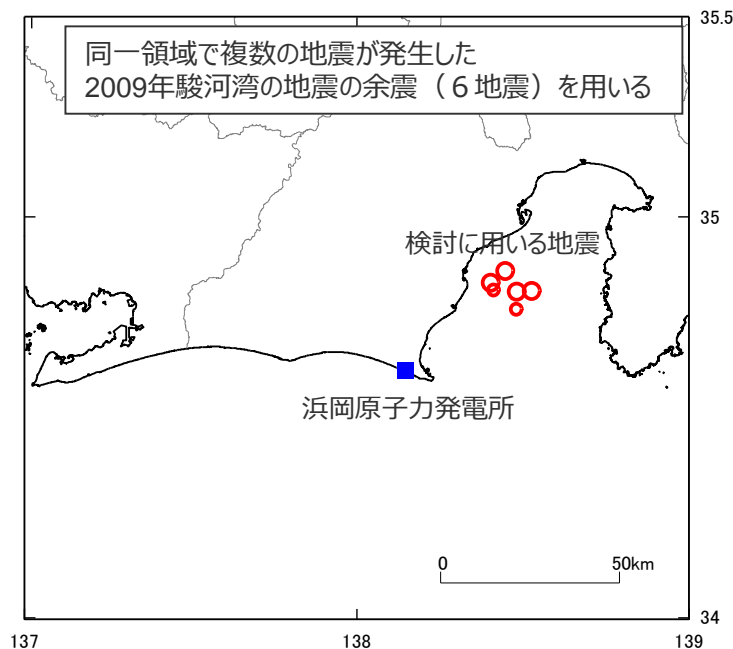 同一領域で複数の地震が発生した
2009年駿河湾の地震の余震（６地震）を用いる
35.5
35
検討に用いる地震
浜岡原子力発電所
0 50km
34
137 138 139